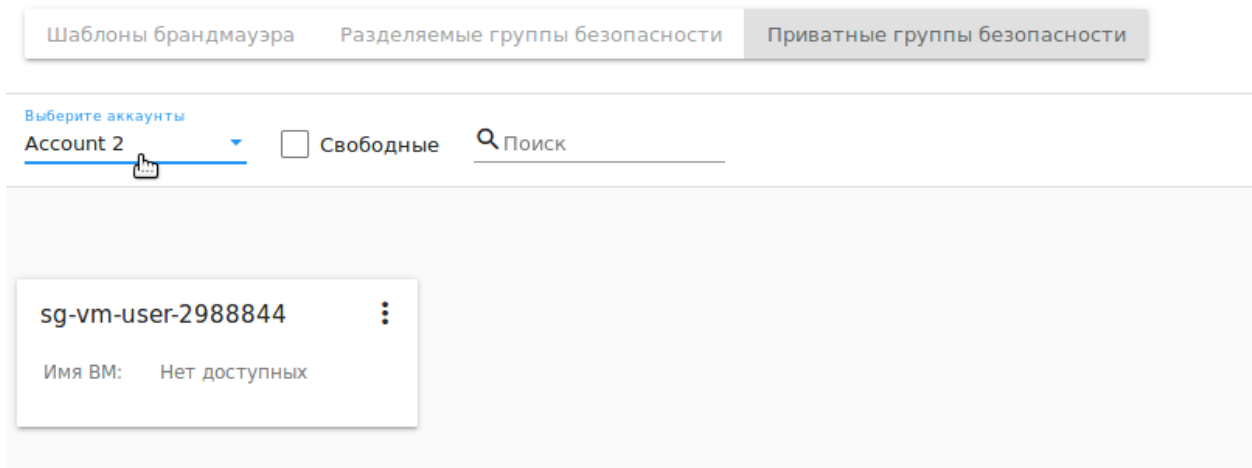 Шаблоны брандмауэра Разделяемые группы безопасности Приватные группы безопасности
Выберите аккаунты
Account 2 Свободные Поиск
sg-vm-user-2988844
Имя ВМ: Нет доступных